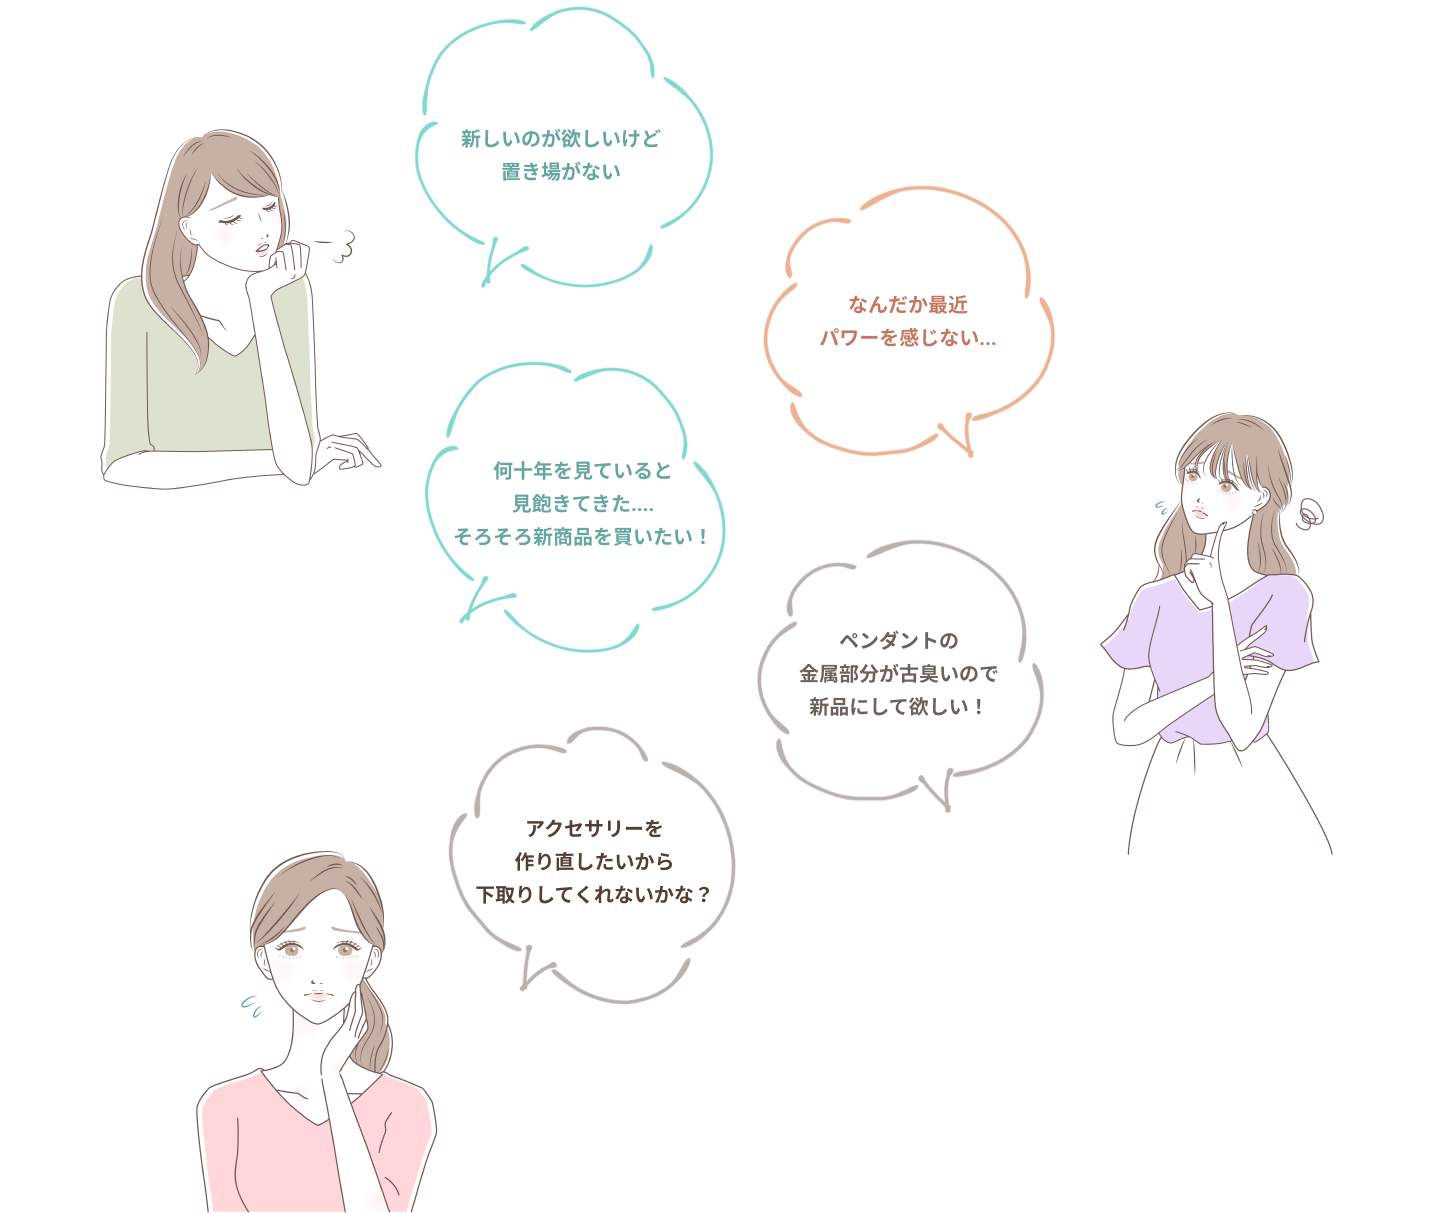 新しいのが欲しいけど
置き場がない
なんだか最近
パワーを感じない...
何十年を見ていると
見飽きてきた....
そろそろ新商品を買いたい！
ペンダントの
金属部分が古臭いので
新品にして欲しい！
アクセサリーを
作り直したいから
下取りしてくれないかな？